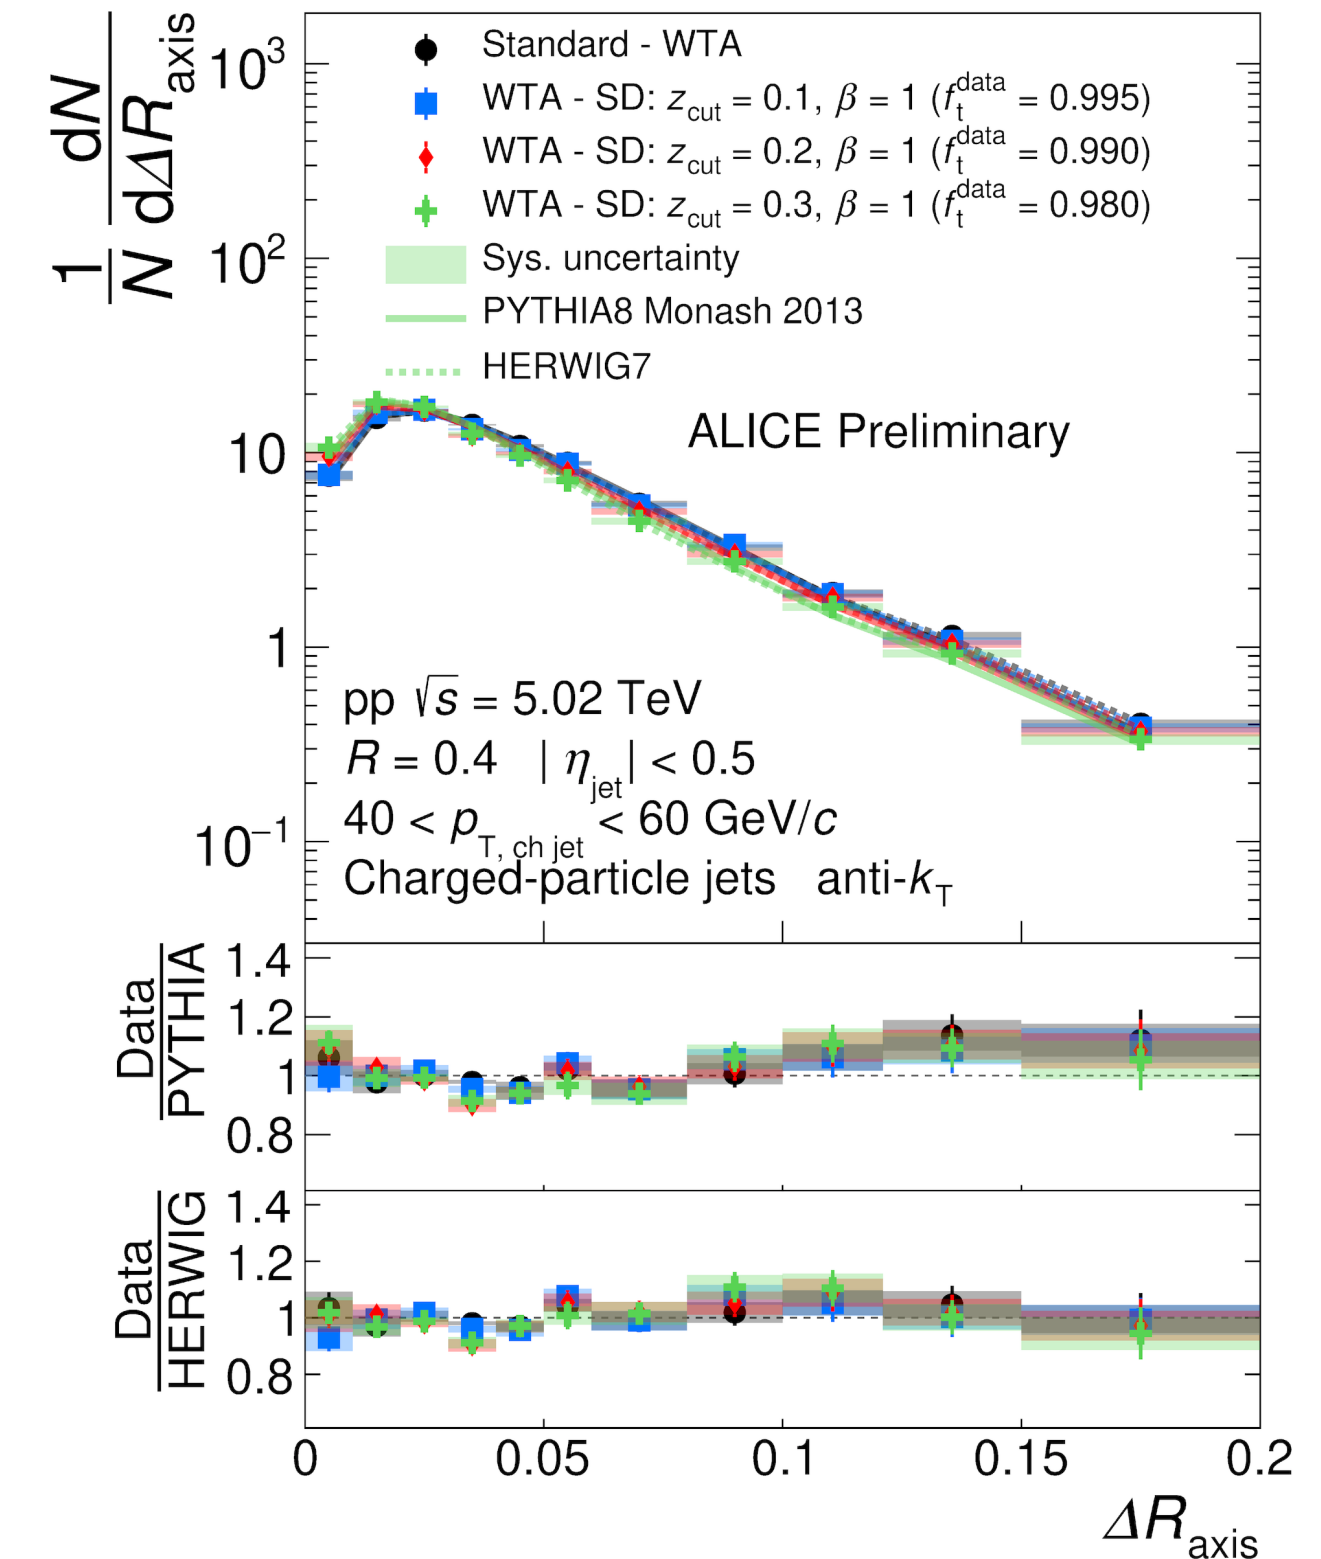 1/N dN/dΔR_axis
10³
10²
10
1
10⁻¹
Standard - WTA
WTA - SD: z_cut = 0.1, β = 1 (f_t^data = 0.995)
WTA - SD: z_cut = 0.2, β = 1 (f_t^data = 0.990)
WTA - SD: z_cut = 0.3, β = 1 (f_t^data = 0.980)
Sys. uncertainty
PYTHIA8 Monash 2013
HERWIG7
ALICE Preliminary
pp √s = 5.02 TeV
R = 0.4 | η_jet| < 0.5
40 < p_T, ch jet < 60 GeV/c
Charged-particle jets anti-k_T
Data/PYTHIA
1.4
1.2
1
0.8
Data/HERWIG
1.4
1.2
1
0.8
0 0.05 0.1 0.15 0.2
ΔR_axis